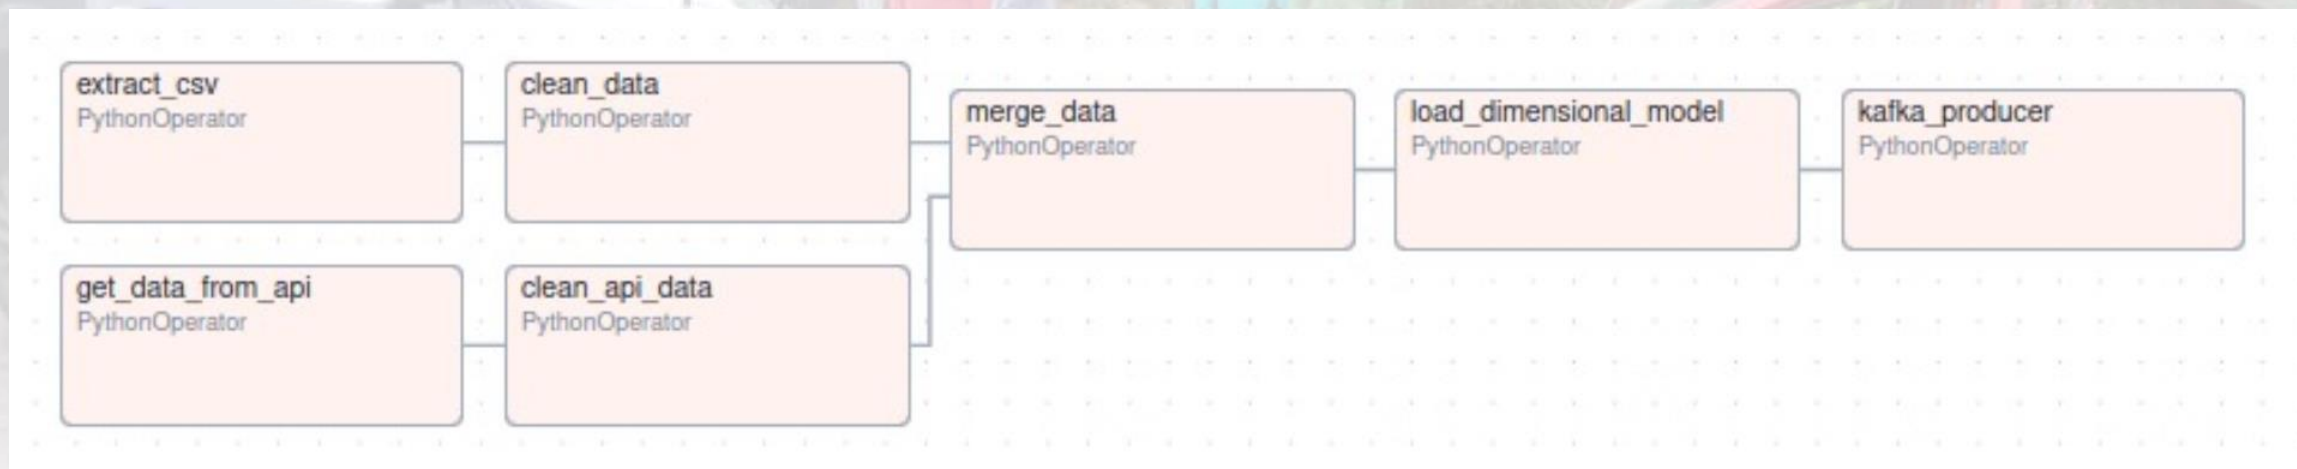 extract_csv
PythonOperator
clean_data
PythonOperator
merge_data
PythonOperator
load_dimensional_model
PythonOperator
kafka_producer
PythonOperator
get_data_from_api
PythonOperator
clean_api_data
PythonOperator